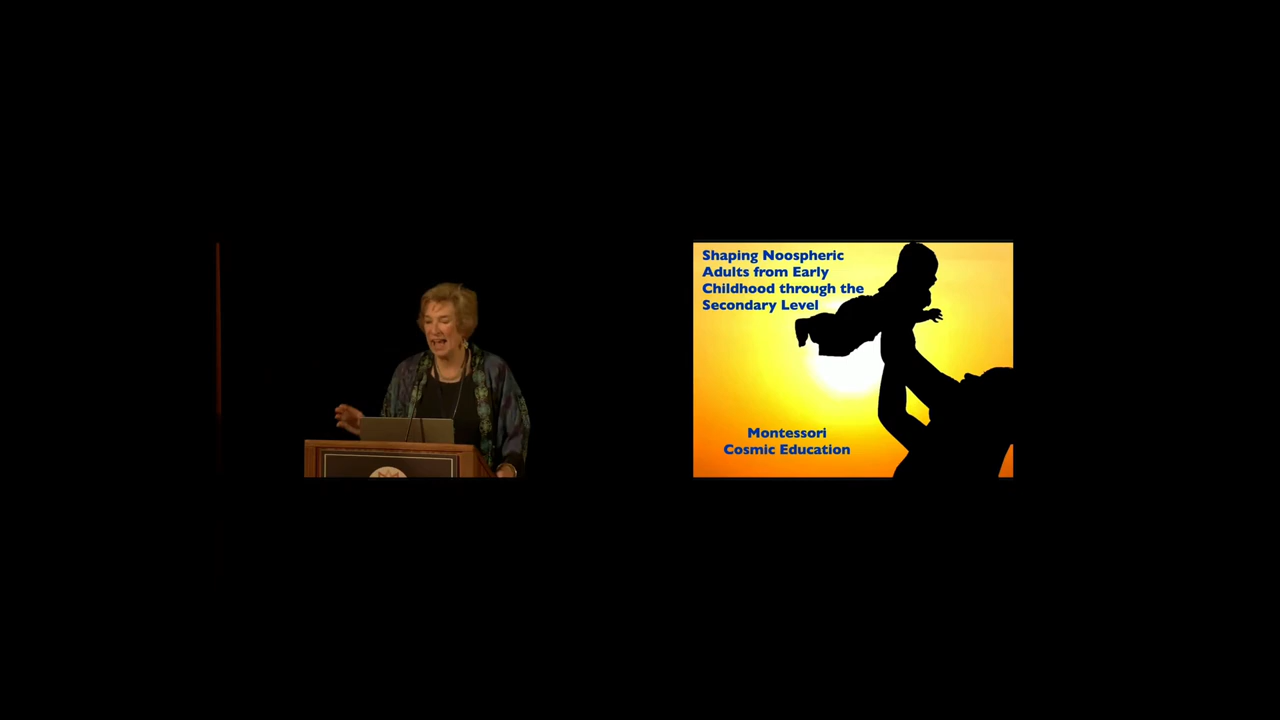 Shaping Noospheric
Adults from Early
Childhood through the
Secondary Level
Montessori
Cosmic Education